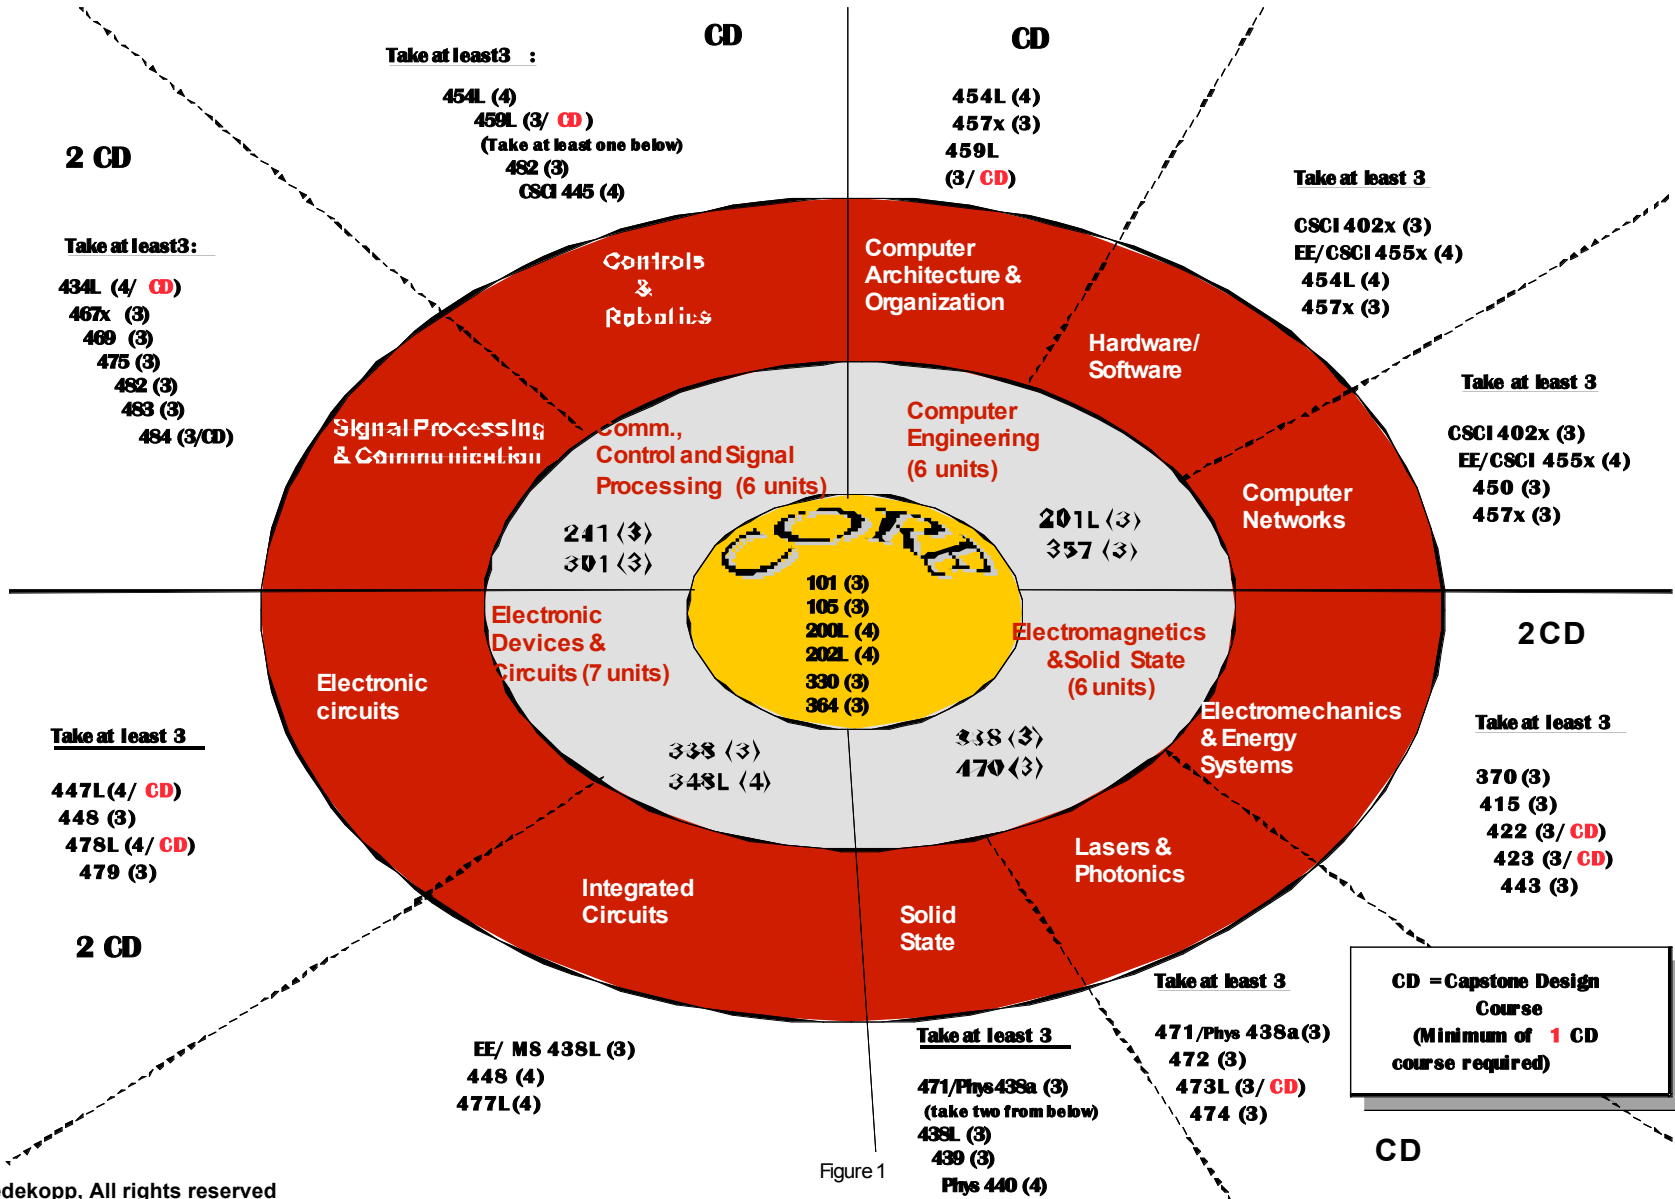 CD
CD
Take at least3 :
454L (4)
459L (3/ CD )
(Take at least one below)
482 (3)
CSCI 445 (4)
454L (4)
457x (3)
459L
(3/ CD)
2 CD
Take at least 3
CSCI 402x (3)
EE/CSCI 455x (4)
454L (4)
457x (3)
Take at least3:
434L (4/ CD)
467x (3)
469 (3)
475 (3)
482 (3)
483 (3)
484 (3/CD)
Take at least 3
CSCI 402x (3)
EE/CSCI 455x (4)
450 (3)
457x (3)
Controls
&
Robotics
Computer
Architecture &
Organization
Hardware/
Software
Signal Processing
& Communication
Computer
Networks
Comm.,
Control and Signal
Processing (6 units)
241 (3)
301 (3)
Computer
Engineering
(6 units)
201L (3)
357 (3)
CORE
101 (3)
105 (3)
200L (4)
202L (4)
330 (3)
364 (3)
Electronic
Devices &
Circuits (7 units)
338 (3)
348L (4)
Electromagnetics
&Solid State
(6 units)
338 (3)
470 (3)
Electronic
circuits
Electromechanics
& Energy
Systems
Integrated
Circuits
Solid
State
Lasers &
Photonics
2 CD
Take at least 3
370 (3)
415 (3)
422 (3/ CD)
423 (3/ CD)
443 (3)
Take at least 3
447L (4/ CD)
448 (3)
478L (4/ CD)
479 (3)
2 CD
EE/ MS 438L (3)
448 (4)
477L (4)
Take at least 3
471/Phys 438a (3)
(take two from below)
438L (3)
439 (3)
Phys 440 (4)
Take at least 3
471/Phys 438a (3)
472 (3)
473L (3/ CD)
474 (3)
CD
CD =Capstone Design
Course
(Minimum of 1 CD
course required)
Figure 1
edekopp, All rights reserved